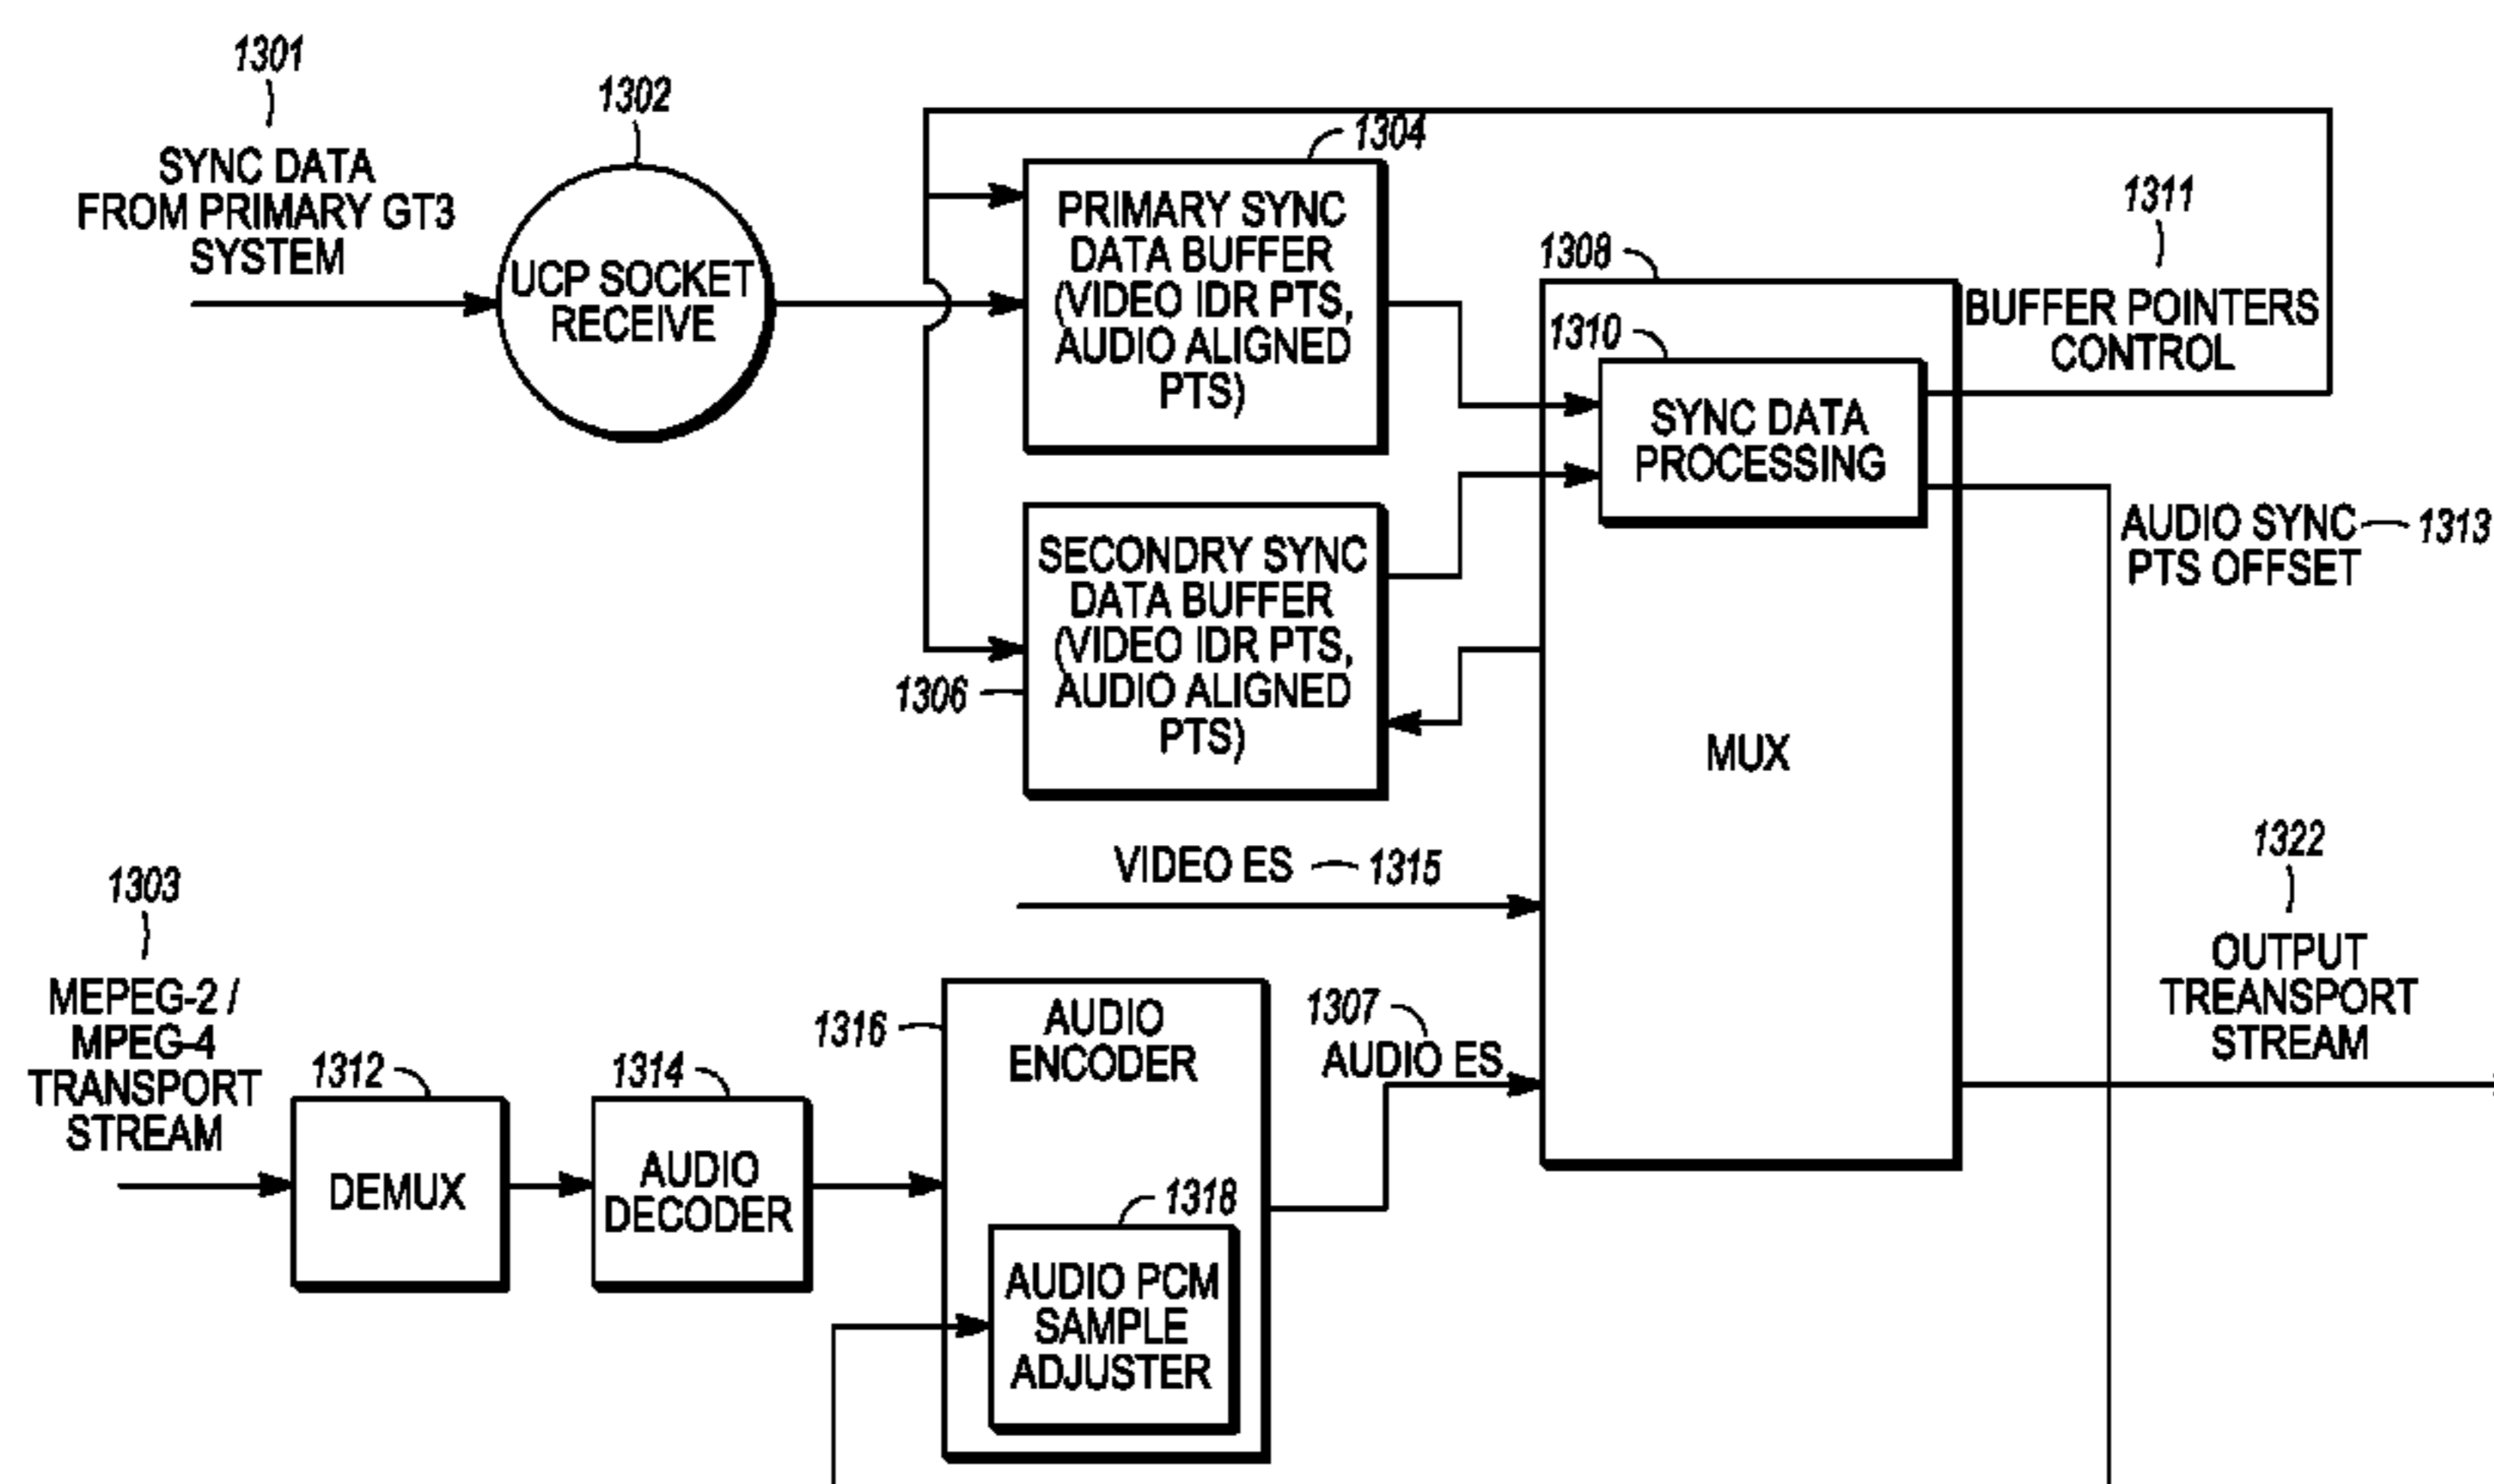 1301
SYNC DATA
FROM PRIMARY GT3
SYSTEM
1302
UCP SOCKET
RECEIVE
1304
PRIMARY SYNC
DATA BUFFER
(VIDEO IDR PTS,
AUDIO ALIGNED
PTS)
1308
1310
SYNC DATA
PROCESSING
1311
BUFFER POINTERS
CONTROL
AUDIO SYNC 1313
PTS OFFSET
SECONDRY SYNC
DATA BUFFER
(VIDEO IDR PTS,
AUDIO ALIGNED
PTS)
1306
MUX
VIDEO ES 1315
1303
MEPEG-2 /
MPEG-4
TRANSPORT
STREAM
1312
DEMUX
1314
AUDIO
DECODER
1316
AUDIO
ENCODER
1318
AUDIO PCM
SAMPLE
ADJUSTER
1307
AUDIO ES
1322
OUTPUT
TREANSPORT
STREAM